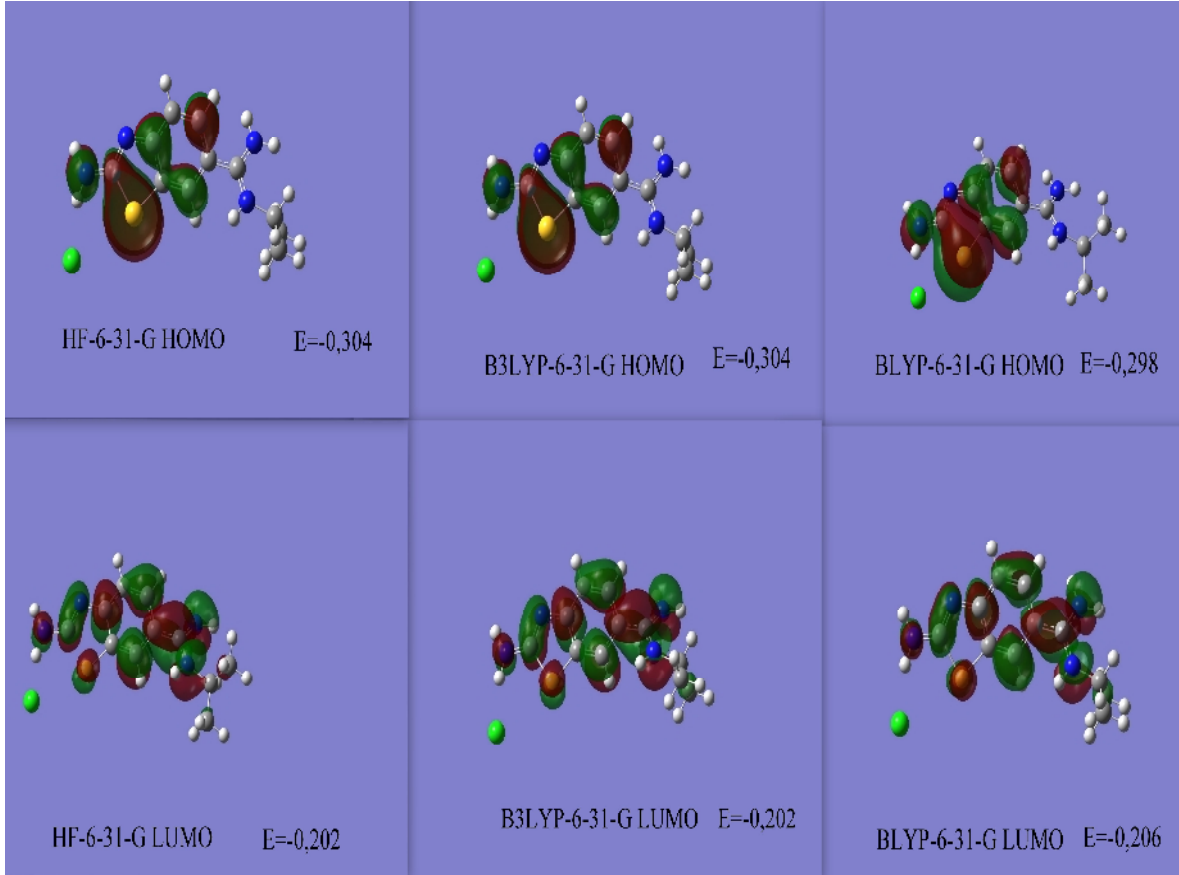 HF-6-31-G HOMO E=-0,304
B3LYP-6-31-G HOMO E=-0,304
BLYP-6-31-G HOMO E=-0,298
HF-6-31-G LUMO E=-0,202
B3LYP-6-31-G LUMO E=-0,202
BLYP-6-31-G LUMO E=-0,206